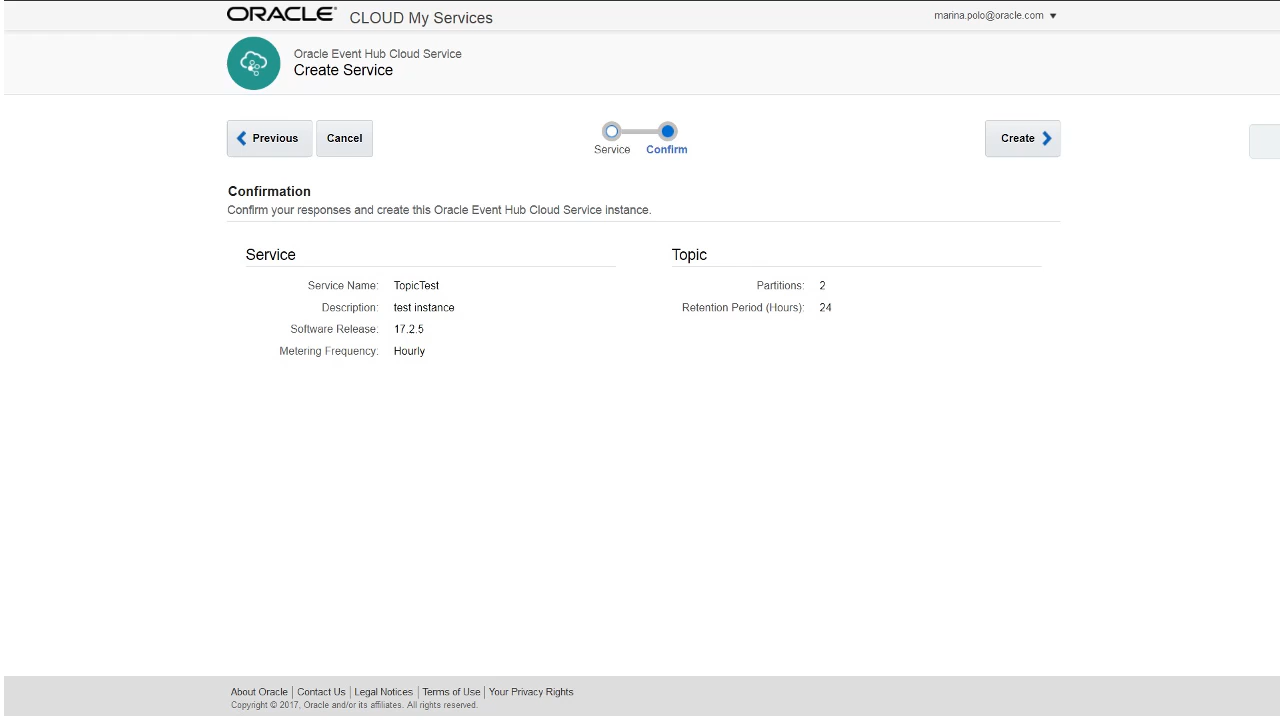 ORACLE® CLOUD My Services
marina.polo@oracle.com
Oracle Event Hub Cloud Service
Create Service
Previous
Cancel
Service
Confirm
Create
Confirmation
Confirm your responses and create this Oracle Event Hub Cloud Service instance.
Service
Service Name: TopicTest
Description: test instance
Software Release: 17.2.5
Metering Frequency: Hourly
Topic
Partitions: 2
Retention Period (Hours): 24
About Oracle | Contact Us | Legal Notices | Terms of Use | Your Privacy Rights
Copyright © 2017, Oracle and/or its affiliates. All rights reserved.